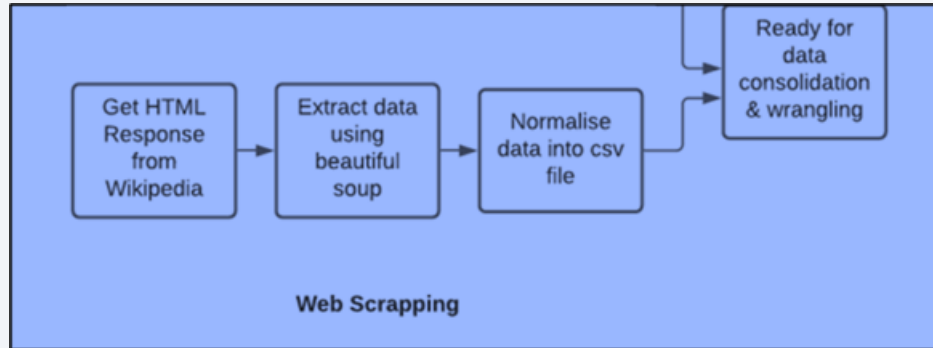 Get HTML
Response
from
Wikipedia
Extract data
using
beautiful
soup
Normalise
data into csv
file
Ready for
data
consolidation
& wrangling
Web Scrapping